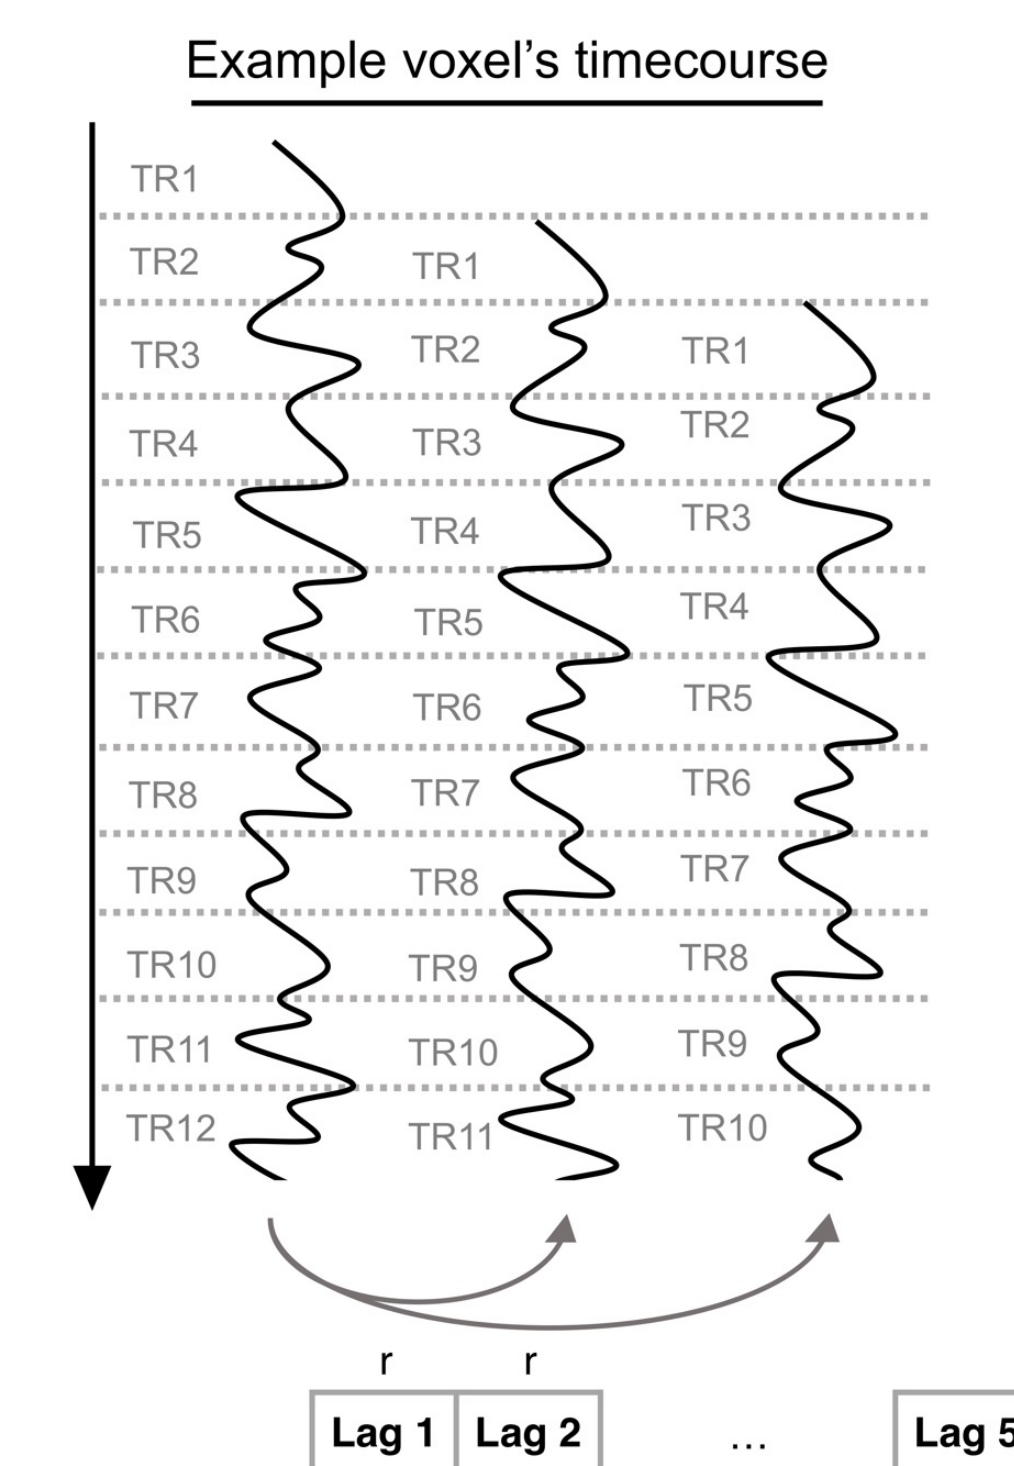 Example voxel's timecourse
TR1
TR2 TR1
TR3 TR2 TR1
TR4 TR3 TR2
TR5 TR4 TR3
TR6 TR5 TR4
TR7 TR6 TR5
TR8 TR7 TR6
TR9 TR8 TR7
TR10 TR9 TR8
TR11 TR10 TR9
TR12 TR11 TR10
r r
Lag 1 Lag 2 ... Lag 5